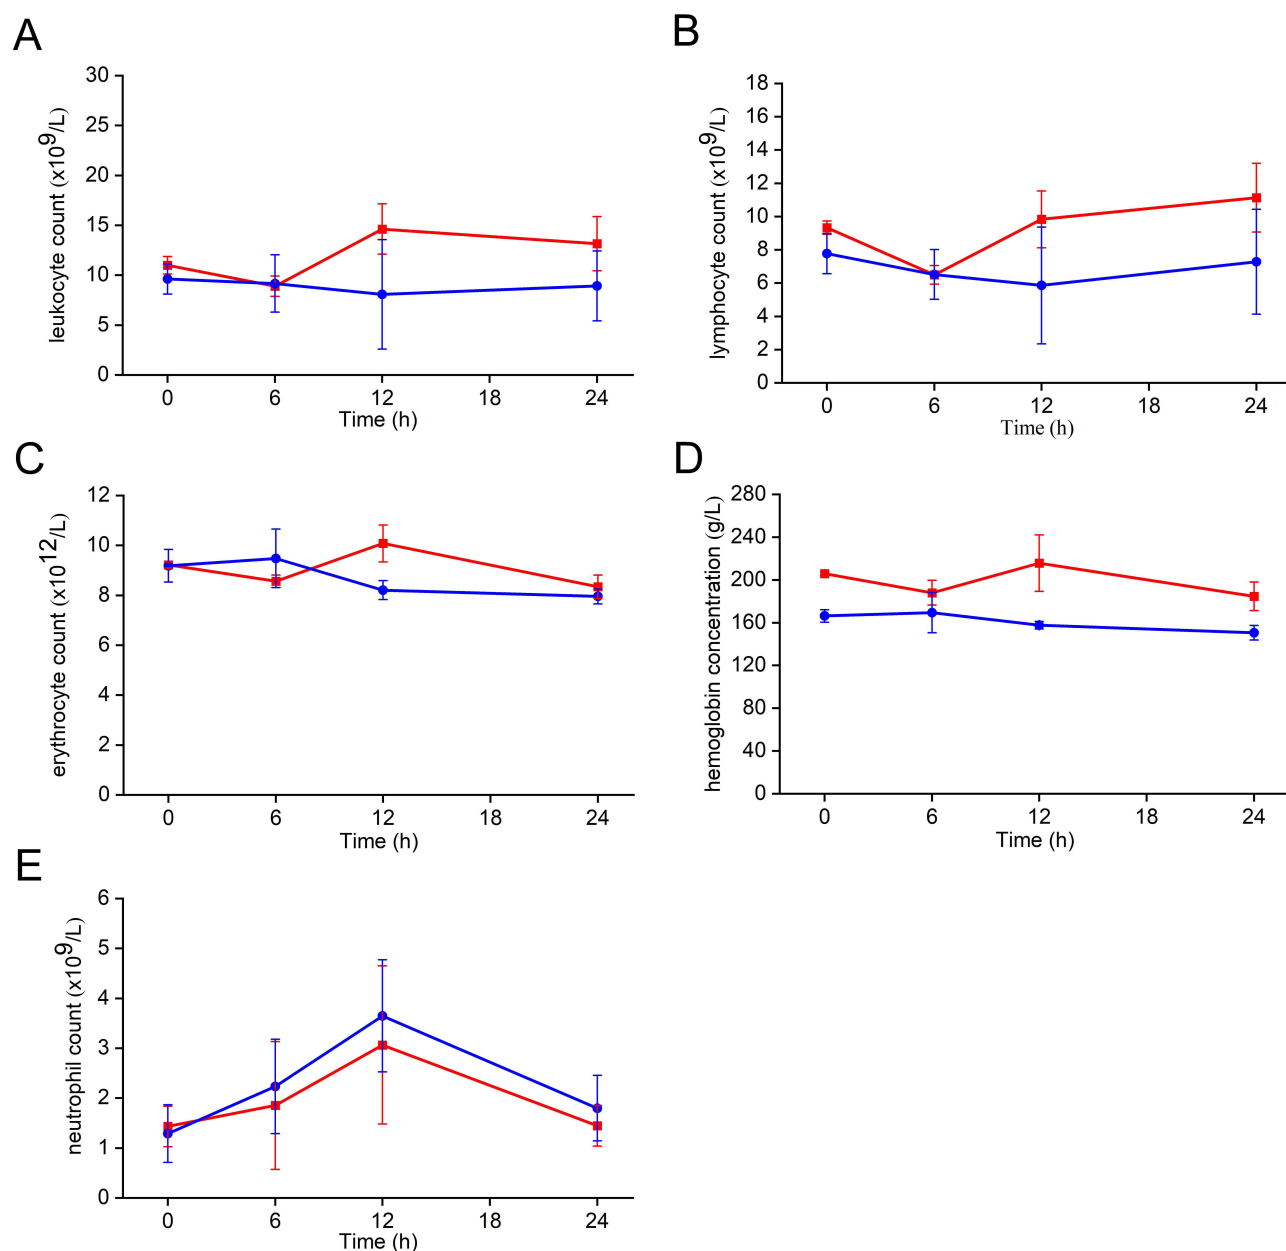 A
30
25
20
15
10
5
0
leukocyte count (x10⁹/L)
0 6 12 18 24
Time (h)
B
18
16
14
12
10
8
6
4
2
0
lymphocyte count (x10⁹/L)
0 6 12 18 24
Time (h)
C
12
10
8
6
4
2
0
erythrocyte count (x10¹²/L)
0 6 12 18 24
Time (h)
D
280
240
200
160
120
80
40
0
hemoglobin concentration (g/L)
0 6 12 18 24
Time (h)
E
6
5
4
3
2
1
0
neutrophil count (x10⁹/L)
0 6 12 18 24
Time (h)